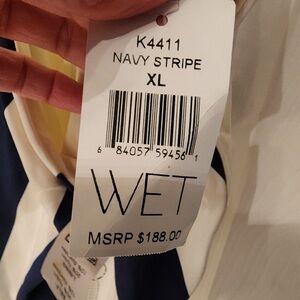 K4411
NAVY STRIPE
XL
6 84057 59456 1
WET
MSRP $188.00